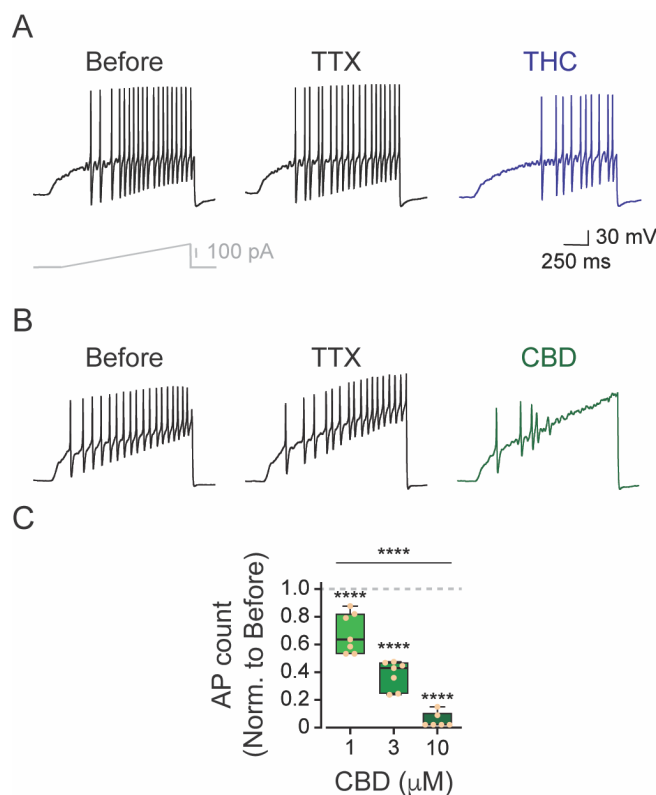 A
Before TTX THC
100 pA
30 mV
250 ms
B
Before TTX CBD
C
****
AP count
(Norm. to Before)
1.0
0.8
0.6
0.4
0.2
0
****
****
****
1 3 10
CBD (μM)